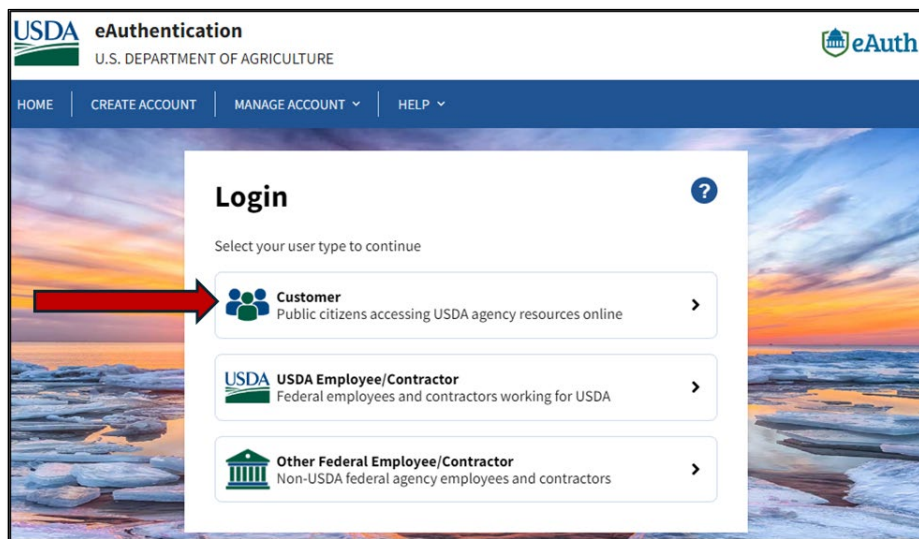 USDA eAuthentication
U.S. DEPARTMENT OF AGRICULTURE
eAuth
HOME CREATE ACCOUNT MANAGE ACCOUNT HELP
Login
?
Select your user type to continue
Customer
Public citizens accessing USDA agency resources online
USDA USDA Employee/Contractor
Federal employees and contractors working for USDA
Other Federal Employee/Contractor
Non-USDA federal agency employees and contractors